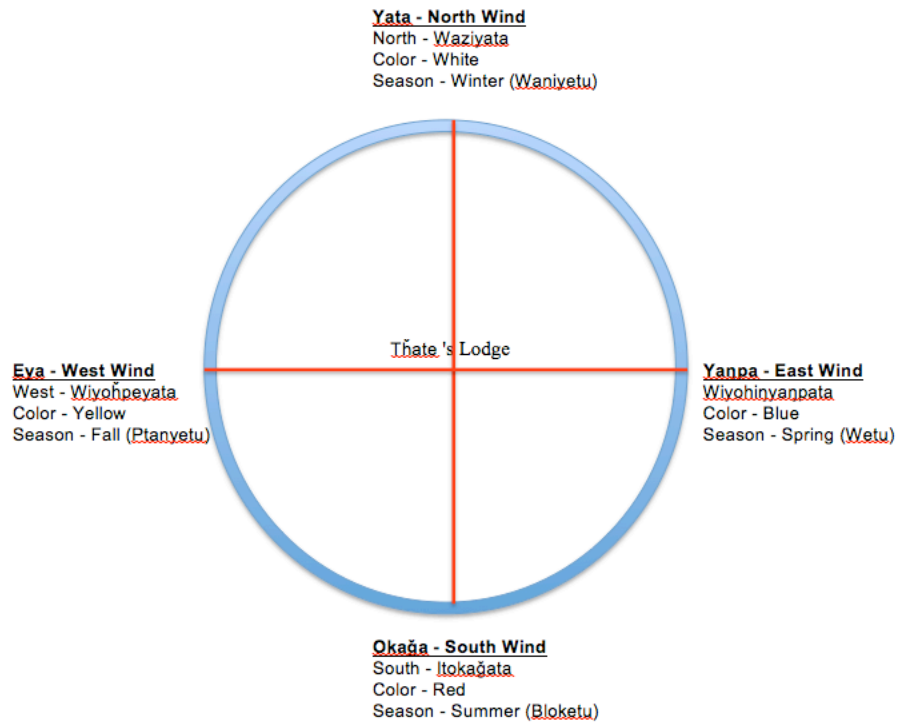 Yata - North Wind
North - Waziyata
Color - White
Season - Winter (Waniyetu)
Tȟate 's Lodge
Eya - West Wind
West - Wiyoȟpeyata
Color - Yellow
Season - Fall (Ptanyetu)
Yanpa - East Wind
Wiyohiŋyaŋpata
Color - Blue
Season - Spring (Wetu)
Okağa - South Wind
South - Itokağata
Color - Red
Season - Summer (Bloketu)